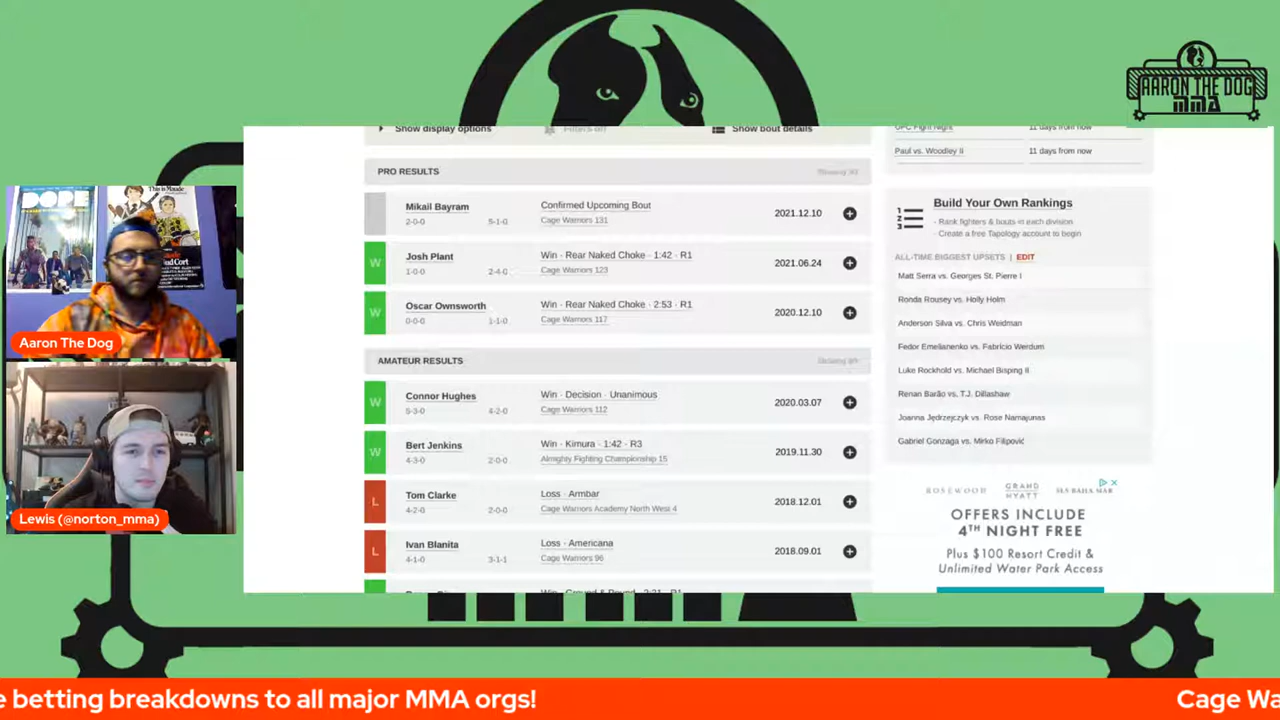 AARON THE DOG
MMA
Show display options
Filters off
Show bout details
PRO RESULTS
Mikail Bayram
2-0-0
5-1-0
Confirmed Upcoming Bout
Cage Warriors 131
2021.12.10
W
Josh Plant
1-0-0
2-4-0
Win · Rear Naked Choke · 1:42 · R1
Cage Warriors 123
2021.06.24
W
Oscar Ownsworth
0-0-0
1-1-0
Win · Rear Naked Choke · 2:53 · R1
Cage Warriors 117
2020.12.10
AMATEUR RESULTS
W
Connor Hughes
5-3-0
4-2-0
Win · Decision · Unanimous
Cage Warriors 112
2020.03.07
W
Bert Jenkins
4-3-0
2-0-0
Win · Kimura · 1:42 · R3
Almighty Fighting Championship 15
2019.11.30
L
Tom Clarke
4-2-0
2-0-0
Loss · Armbar
Cage Warriors Academy North West 4
2018.12.01
L
Ivan Blanita
4-1-0
3-1-1
Loss · Americana
Cage Warriors 96
2018.09.01
UFC Fight Night
11 days from now
Paul vs. Woodley II
11 days from now
Build Your Own Rankings
- Rank fighters & bouts in each division
- Create a free Tapology account to begin
ALL-TIME BIGGEST UPSETS | EDIT
Matt Serra vs. Georges St. Pierre I
Ronda Rousey vs. Holly Holm
Anderson Silva vs. Chris Weidman
Fedor Emelianenko vs. Fabrício Werdum
Luke Rockhold vs. Michael Bisping II
Renan Barão vs. T.J. Dillashaw
Joanna Jędrzejczyk vs. Rose Namajunas
Gabriel Gonzaga vs. Mirko Filipović
ROSEWOOD
GRAND
HYATT
SLS BAHA MAR
OFFERS INCLUDE
4TH NIGHT FREE
Plus $100 Resort Credit &
Unlimited Water Park Access
DOPE
This is Maude
Aaron The Dog
Lewis (@norton_mma)
e betting breakdowns to all major MMA orgs!
Cage Wa